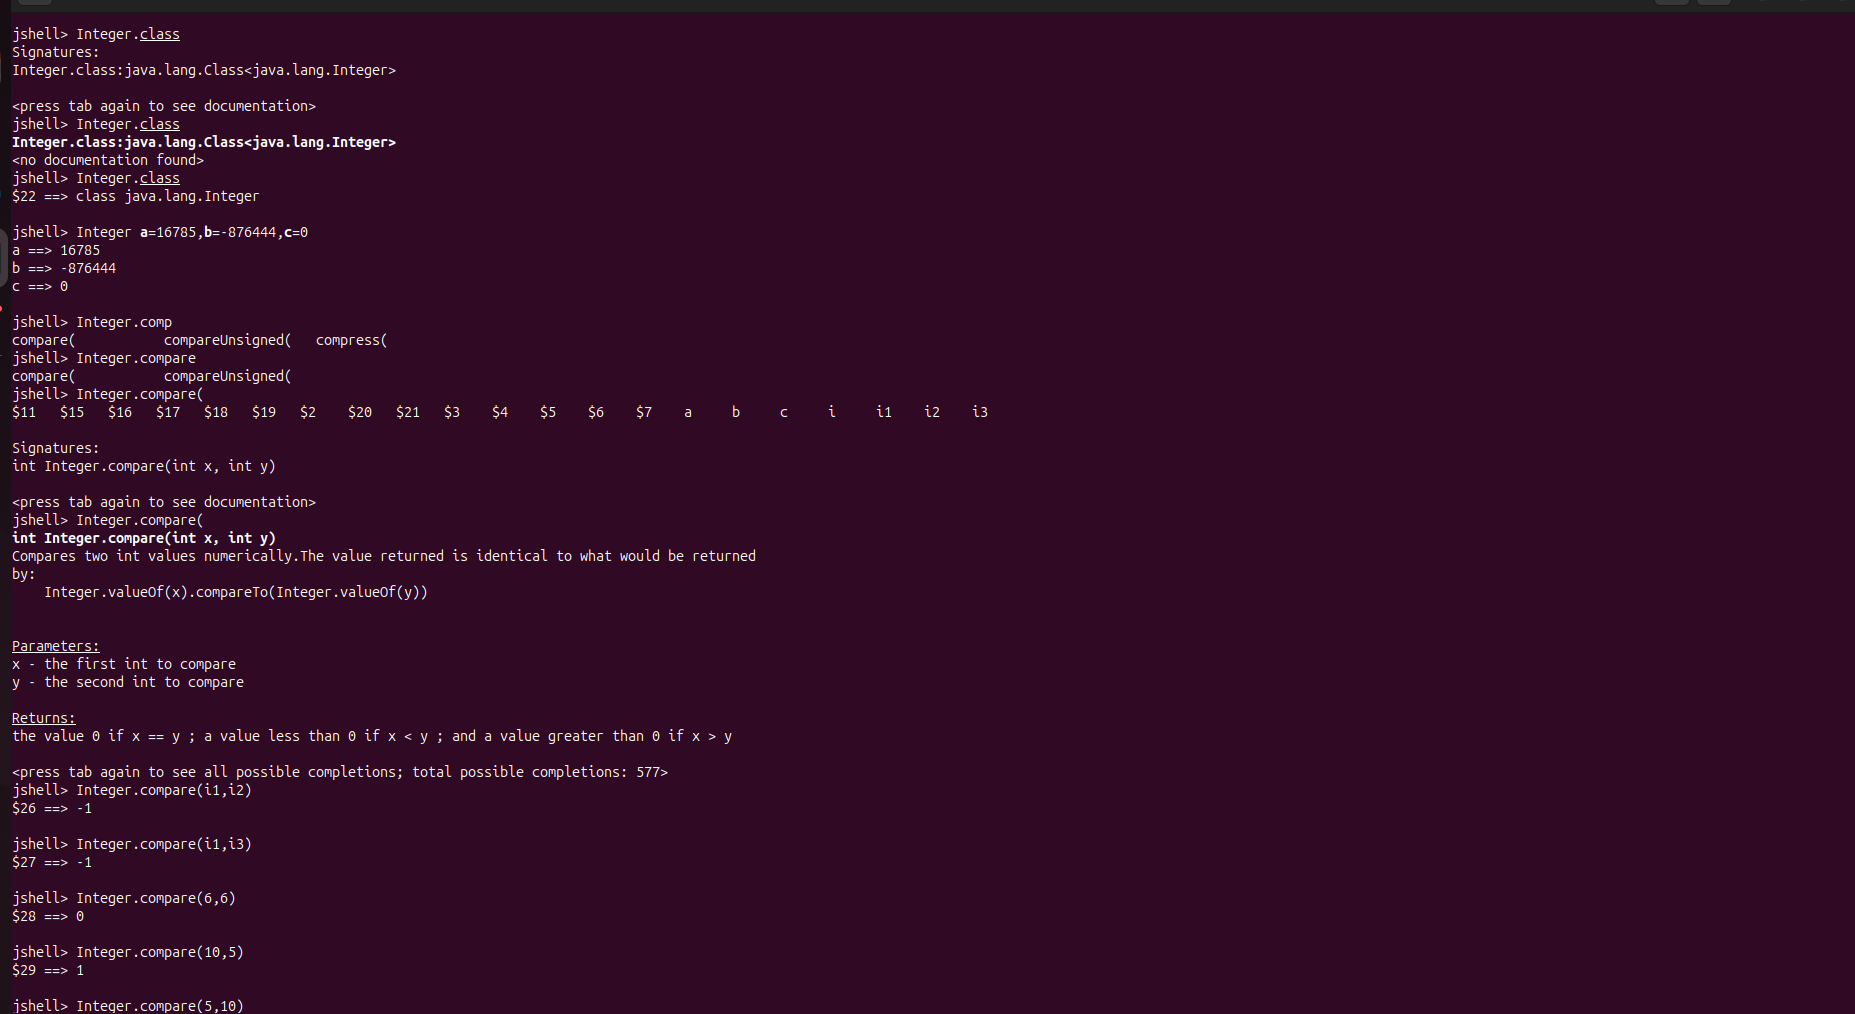 jshell> Integer.class
Signatures:
Integer.class:java.lang.Class<java.lang.Integer>
<press tab again to see documentation>
jshell> Integer.class
Integer.class:java.lang.Class<java.lang.Integer>
<no documentation found>
jshell> Integer.class
$22 ==> class java.lang.Integer
jshell> Integer a=16785,b=-876444,c=0
a ==> 16785
b ==> -876444
c ==> 0
jshell> Integer.comp
compare(           compareUnsigned(   compress(
jshell> Integer.compare
compare(           compareUnsigned(
jshell> Integer.compare(
$11   $15   $16   $17   $18   $19   $2    $20   $21   $3    $4    $5    $6    $7    a     b     c     i     i1    i2    i3
Signatures:
int Integer.compare(int x, int y)
<press tab again to see documentation>
jshell> Integer.compare(
int Integer.compare(int x, int y)
Compares two int values numerically.The value returned is identical to what would be returned
by:
    Integer.valueOf(x).compareTo(Integer.valueOf(y))
Parameters:
x - the first int to compare
y - the second int to compare
Returns:
the value 0 if x == y ; a value less than 0 if x < y ; and a value greater than 0 if x > y
<press tab again to see all possible completions; total possible completions: 577>
jshell> Integer.compare(i1,i2)
$26 ==> -1
jshell> Integer.compare(i1,i3)
$27 ==> -1
jshell> Integer.compare(6,6)
$28 ==> 0
jshell> Integer.compare(10,5)
$29 ==> 1
jshell> Integer.compare(5,10)